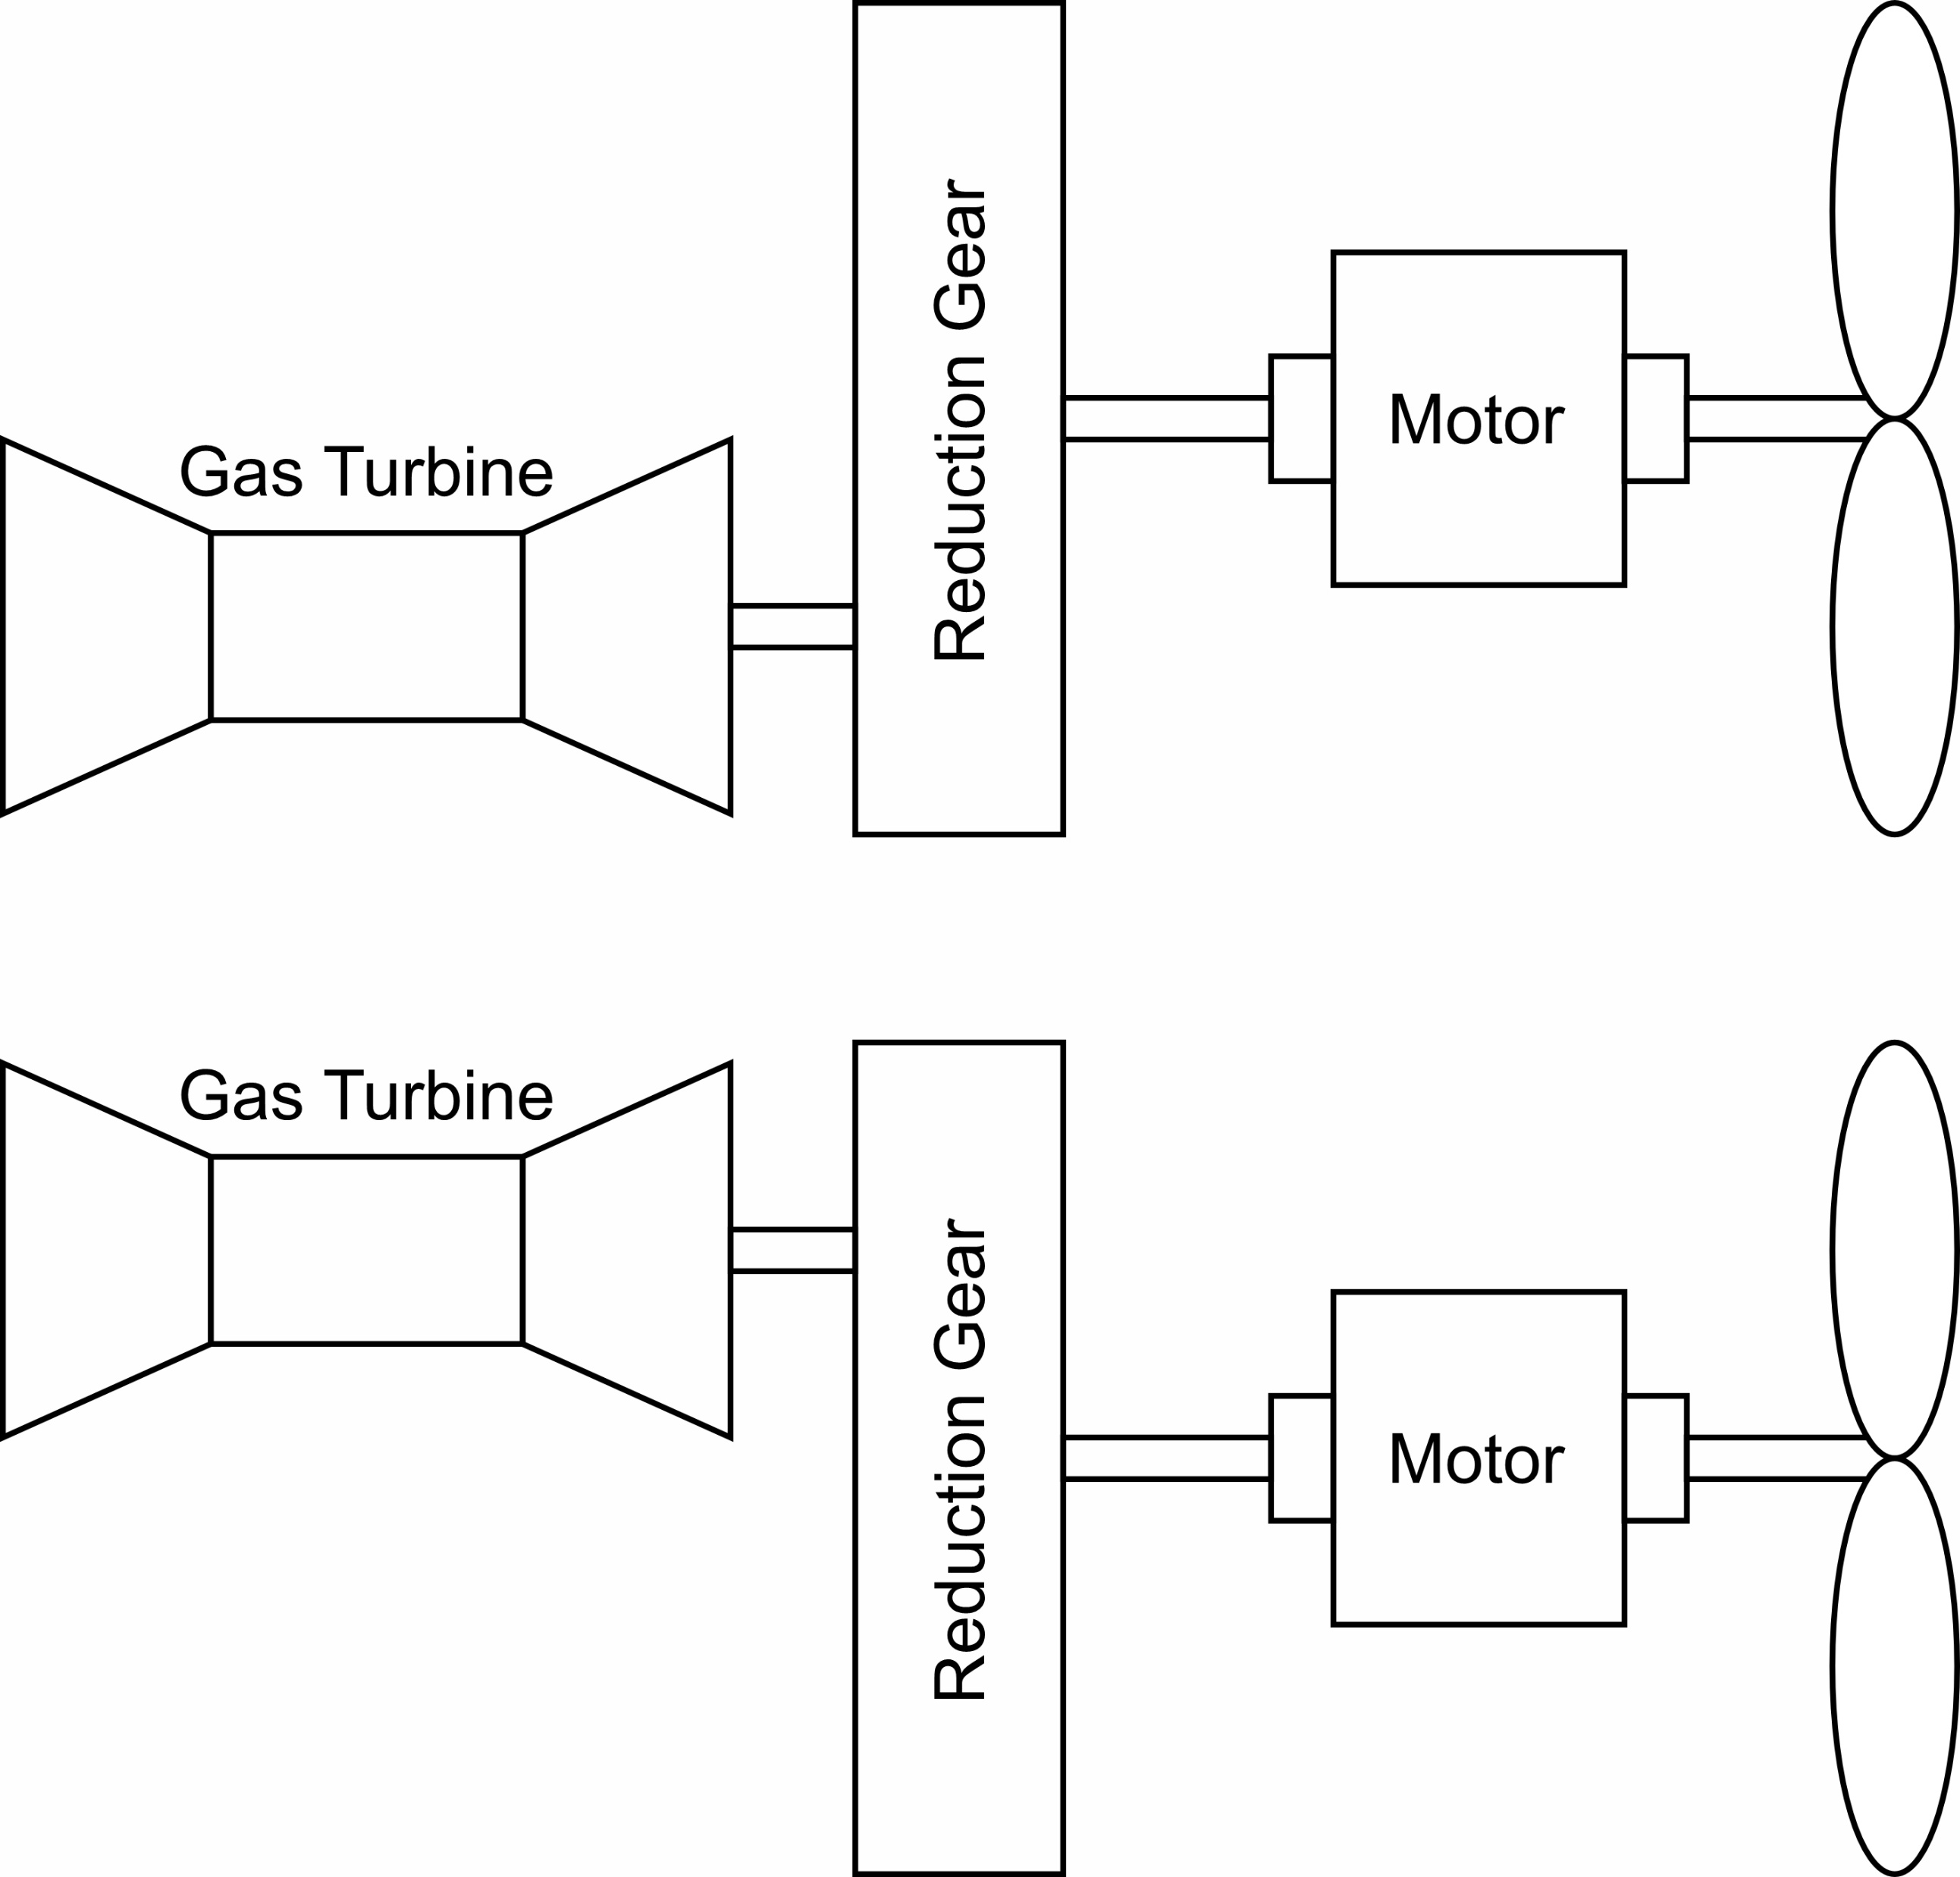 Gas Turbine
Reduction Gear
Motor
Gas Turbine
Reduction Gear
Motor